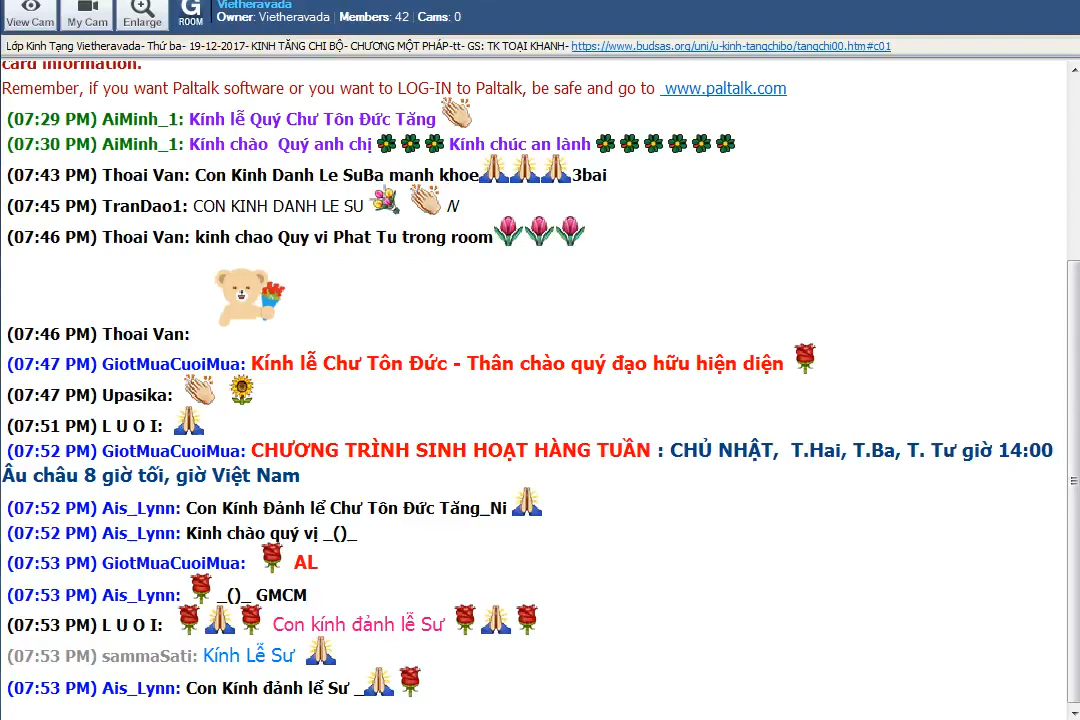 Vietheravada
View Cam My Cam Enlarge G ROOM Owner: Vietheravada | Members: 42 | Cams: 0
Lớp Kinh Tạng Vietheravada- Thứ ba- 19-12-2017- KINH TĂNG CHI BỘ- CHƯƠNG MỘT PHÁP-tt- GS: TK TOẠI KHANH- https://www.budsas.org/uni/u-kinh-tangchibo/tangchi00.htm#c01
card information.
Remember, if you want Paltalk software or you want to LOG-IN to Paltalk, be safe and go to www.paltalk.com
(07:29 PM) AiMinh_1: Kính lễ Quý Chư Tôn Đức Tăng
(07:30 PM) AiMinh_1: Kính chào Quý anh chị Kính chúc an lành
(07:43 PM) Thoai Van: Con Kinh Danh Le SuBa manh khoe 3bai
(07:45 PM) TranDao1: CON KINH DANH LE SU N
(07:46 PM) Thoai Van: kinh chao Quy vi Phat Tu trong room
(07:46 PM) Thoai Van:
(07:47 PM) GiotMuaCuoiMua: Kính lễ Chư Tôn Đức - Thân chào quý đạo hữu hiện diện
(07:47 PM) Upasika:
(07:51 PM) L U O I:
(07:52 PM) GiotMuaCuoiMua: CHƯƠNG TRÌNH SINH HOẠT HÀNG TUẦN : CHỦ NHẬT, T.Hai, T.Ba, T. Tư giờ 14:00
Âu châu 8 giờ tối, giờ Việt Nam
(07:52 PM) Ais_Lynn: Con Kính Đảnh lể Chư Tôn Đức Tăng_Ni
(07:52 PM) Ais_Lynn: Kinh chào quý vị _()_
(07:53 PM) GiotMuaCuoiMua: AL
(07:53 PM) Ais_Lynn: _()_ GMCM
(07:53 PM) L U O I: Con kính đảnh lễ Sư
(07:53 PM) sammaSati: Kính Lễ Sư
(07:53 PM) Ais_Lynn: Con Kính đảnh lể Sư _